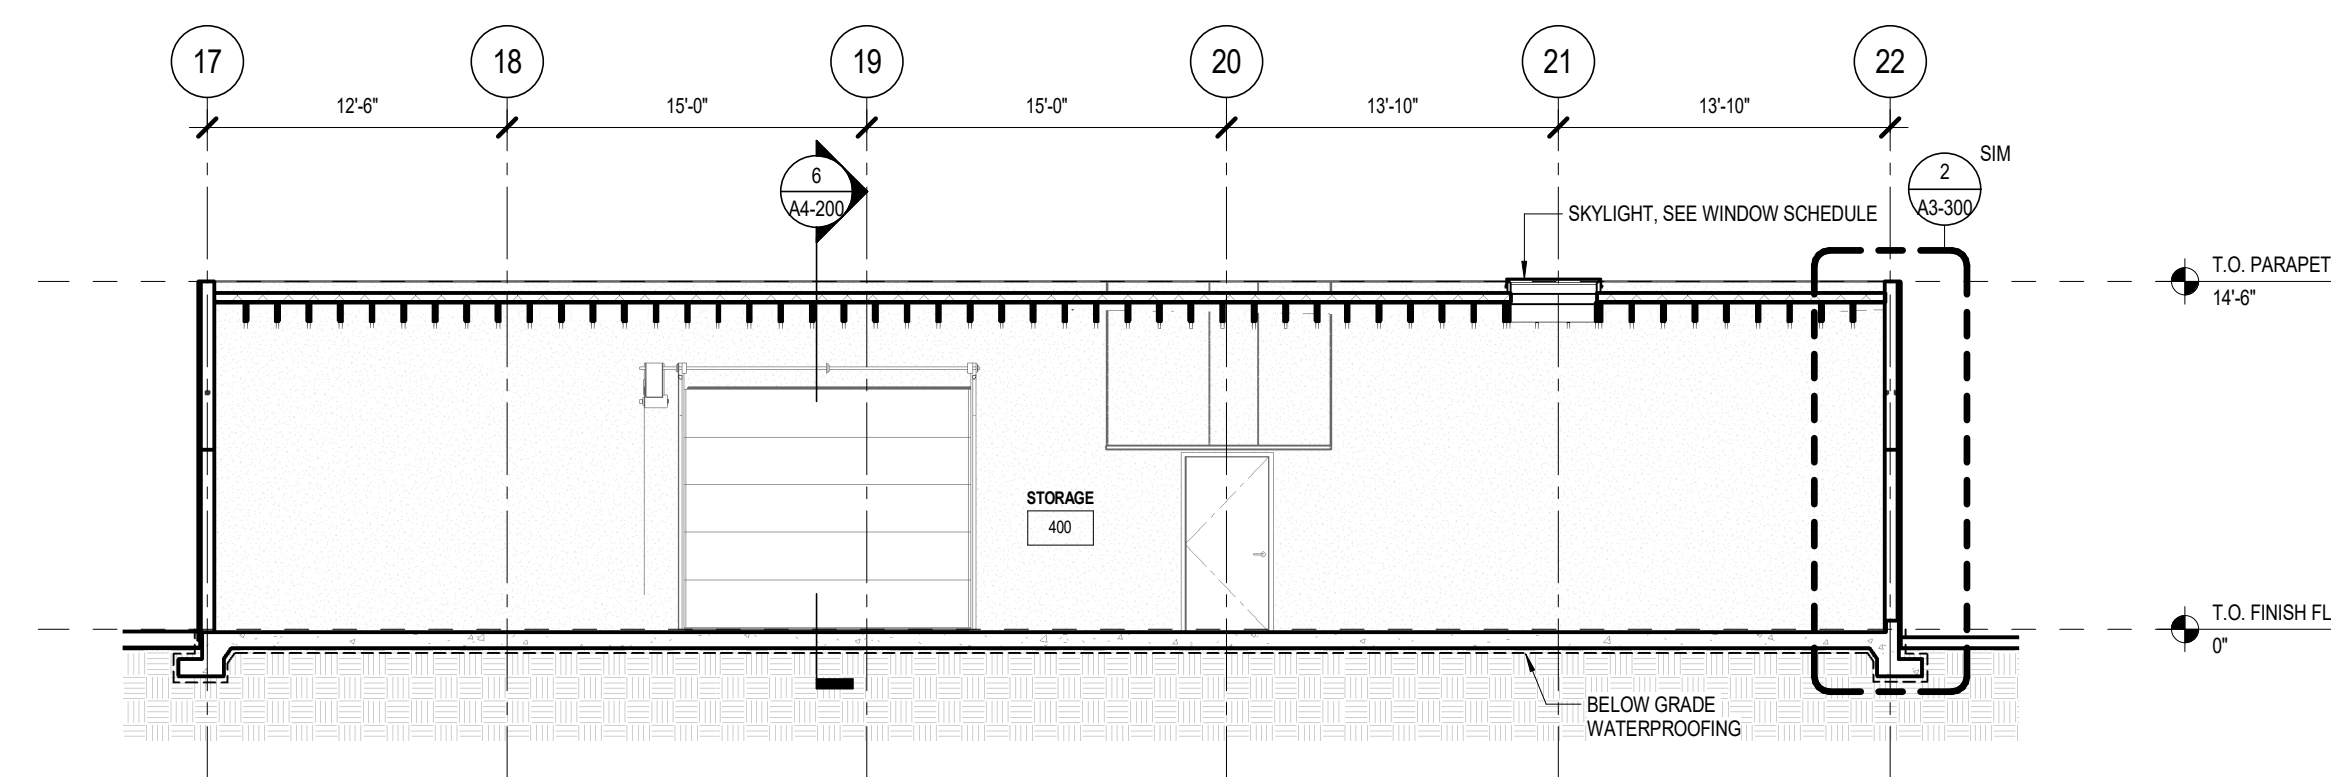 17
18
19
20
21
22
12'-6"
15'-0"
15'-0"
13'-10"
13'-10"
6
A4-200
2
A3-300
SIM
SKYLIGHT, SEE WINDOW SCHEDULE
T.O. PARAPET
14'-6"
STORAGE
400
T.O. FINISH FL
0"
BELOW GRADE
WATERPROOFING